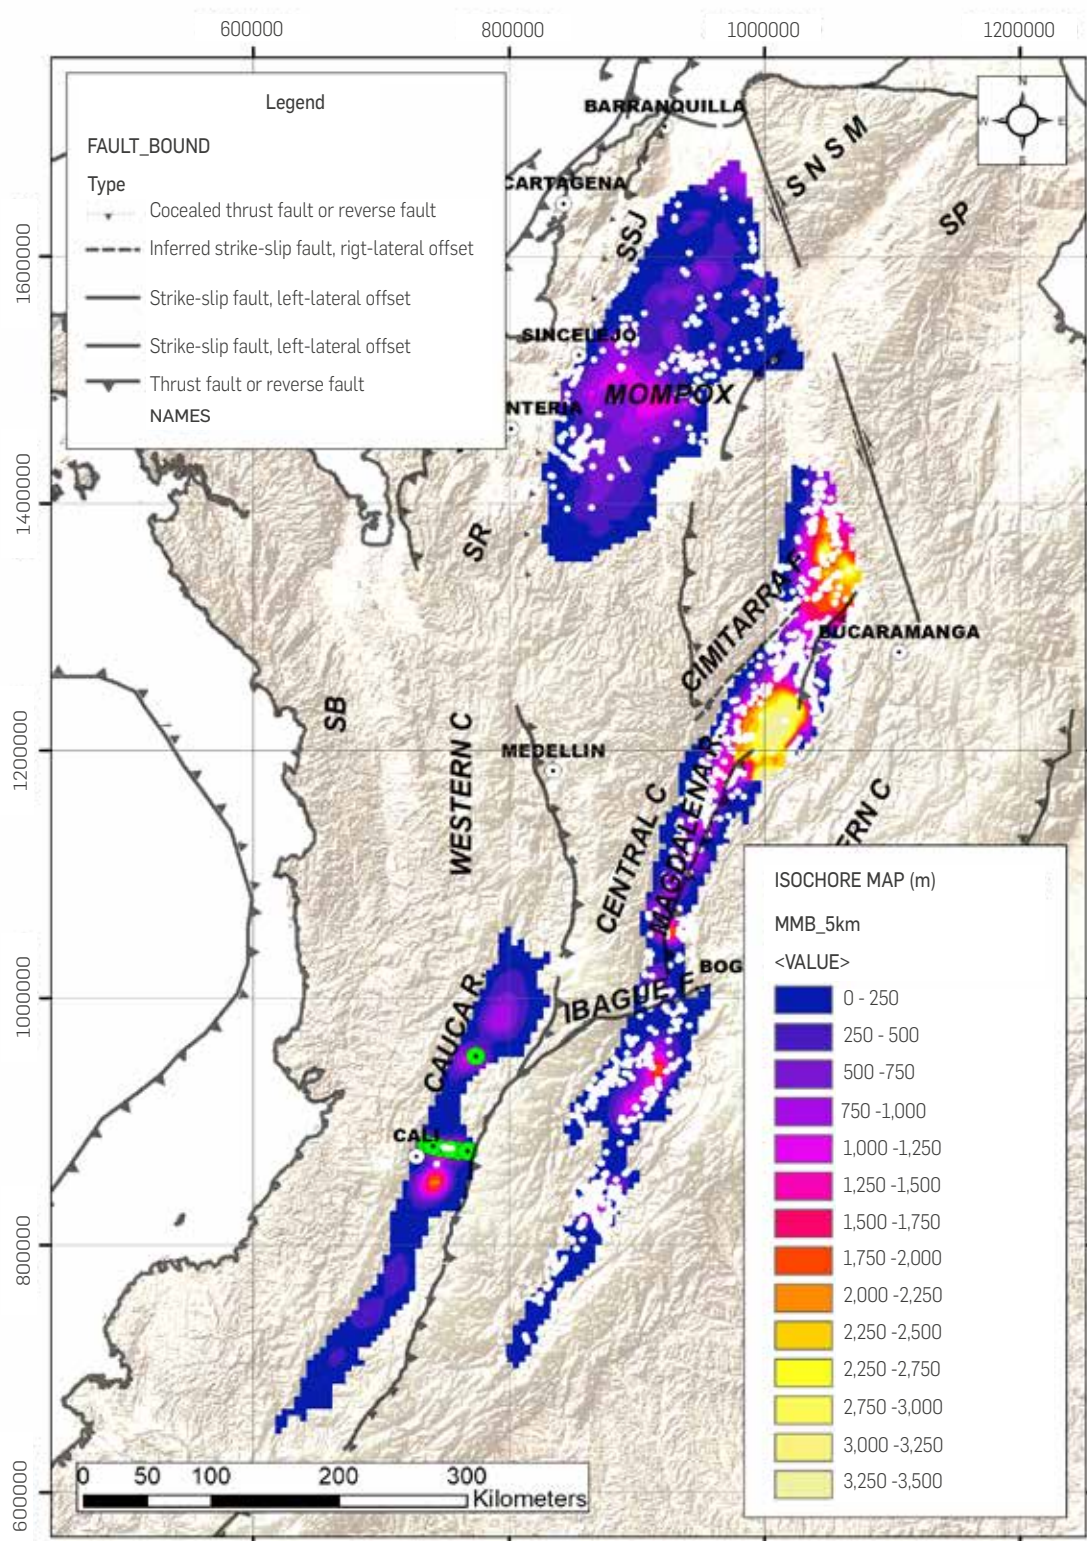 600000 800000 1000000 1200000
Legend
FAULT_BOUND
Type
Cocealed thrust fault or reverse fault
Inferred strike-slip fault, rigt-lateral offset
Strike-slip fault, left-lateral offset
Strike-slip fault, left-lateral offset
Thrust fault or reverse fault
NAMES
N
W E
S
BARRANQUILLA
CARTAGENA
S N S M
SP
SSJ
SINCELEJO
MOMPOX
NTERIA
SR
CIMITARRA F
BUCARAMANGA
SB
WESTERN C
MEDELLIN
CENTRAL C
MAGDALENA R.
ERN C
BOG
IBAGUE F
CAUCA R.
CALI
1600000
1400000
1200000
1000000
800000
600000
ISOCHORE MAP (m)
MMB_5km
<VALUE>
0 - 250
250 - 500
500 -750
750 -1,000
1,000 -1,250
1,250 -1,500
1,500 -1,750
1,750 -2,000
2,000 -2,250
2,250 -2,500
2,250 -2,750
2,750 -3,000
3,000 -3,250
3,250 -3,500
0 50 100 200 300
Kilometers